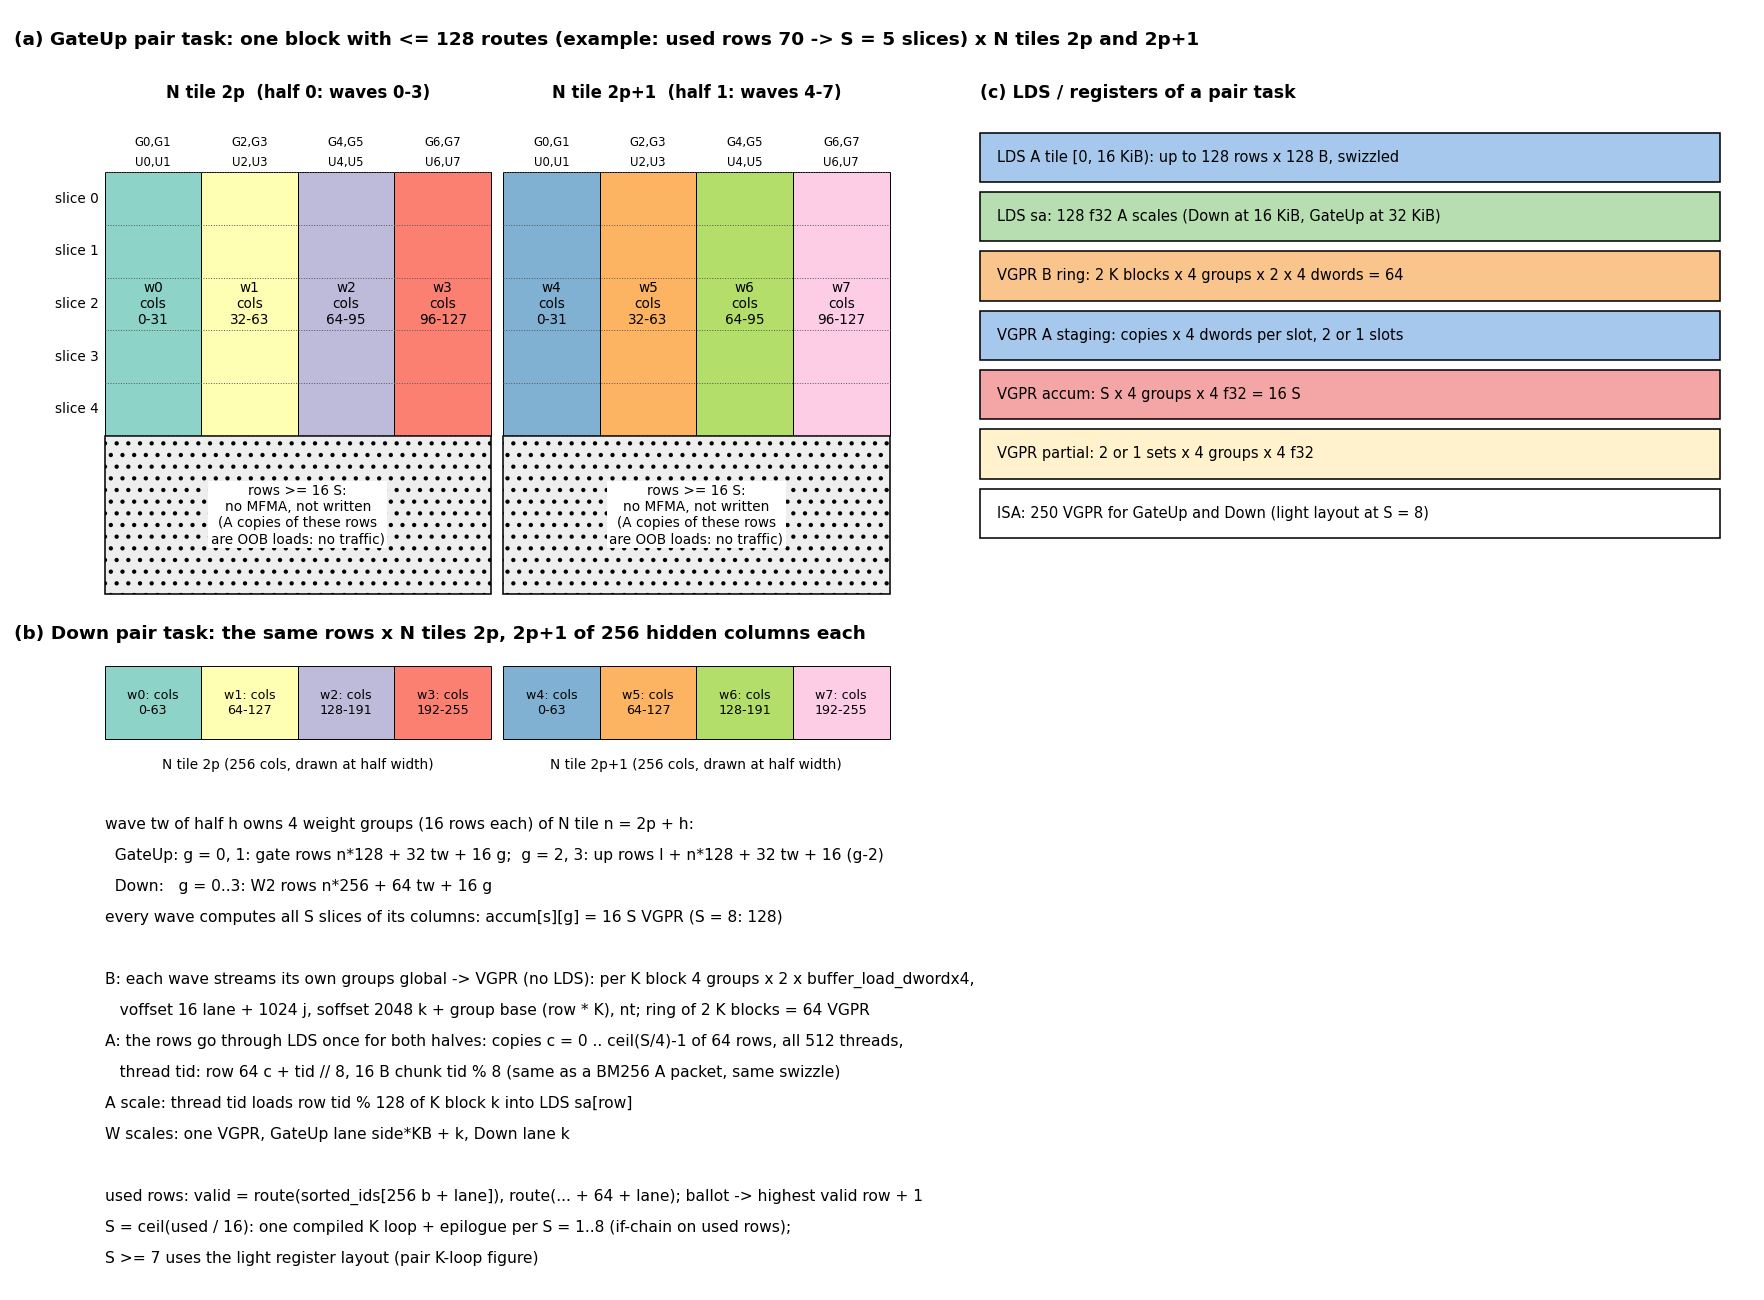 (a) GateUp pair task: one block with <= 128 routes (example: used rows 70 -> S = 5 slices) x N tiles 2p and 2p+1
N tile 2p  (half 0: waves 0-3)
N tile 2p+1  (half 1: waves 4-7)
G0,G1
U0,U1
G2,G3
U2,U3
G4,G5
U4,U5
G6,G7
U6,U7
G0,G1
U0,U1
G2,G3
U2,U3
G4,G5
U4,U5
G6,G7
U6,U7
slice 0
slice 1
slice 2
slice 3
slice 4
w0
cols
0-31
w1
cols
32-63
w2
cols
64-95
w3
cols
96-127
w4
cols
0-31
w5
cols
32-63
w6
cols
64-95
w7
cols
96-127
rows >= 16 S:
no MFMA, not written
(A copies of these rows
are OOB loads: no traffic)
rows >= 16 S:
no MFMA, not written
(A copies of these rows
are OOB loads: no traffic)
(c) LDS / registers of a pair task
LDS A tile [0, 16 KiB): up to 128 rows x 128 B, swizzled
LDS sa: 128 f32 A scales (Down at 16 KiB, GateUp at 32 KiB)
VGPR B ring: 2 K blocks x 4 groups x 2 x 4 dwords = 64
VGPR A staging: copies x 4 dwords per slot, 2 or 1 slots
VGPR accum: S x 4 groups x 4 f32 = 16 S
VGPR partial: 2 or 1 sets x 4 groups x 4 f32
ISA: 250 VGPR for GateUp and Down (light layout at S = 8)
(b) Down pair task: the same rows x N tiles 2p, 2p+1 of 256 hidden columns each
w0: cols
0-63
w1: cols
64-127
w2: cols
128-191
w3: cols
192-255
w4: cols
0-63
w5: cols
64-127
w6: cols
128-191
w7: cols
192-255
N tile 2p (256 cols, drawn at half width)
N tile 2p+1 (256 cols, drawn at half width)
wave tw of half h owns 4 weight groups (16 rows each) of N tile n = 2p + h:
GateUp: g = 0, 1: gate rows n*128 + 32 tw + 16 g;  g = 2, 3: up rows I + n*128 + 32 tw + 16 (g-2)
Down:   g = 0..3: W2 rows n*256 + 64 tw + 16 g
every wave computes all S slices of its columns: accum[s][g] = 16 S VGPR (S = 8: 128)
B: each wave streams its own groups global -> VGPR (no LDS): per K block 4 groups x 2 x buffer_load_dwordx4,
voffset 16 lane + 1024 j, soffset 2048 k + group base (row * K), nt; ring of 2 K blocks = 64 VGPR
A: the rows go through LDS once for both halves: copies c = 0 .. ceil(S/4)-1 of 64 rows, all 512 threads,
thread tid: row 64 c + tid // 8, 16 B chunk tid % 8 (same as a BM256 A packet, same swizzle)
A scale: thread tid loads row tid % 128 of K block k into LDS sa[row]
W scales: one VGPR, GateUp lane side*KB + k, Down lane k
used rows: valid = route(sorted_ids[256 b + lane]), route(... + 64 + lane); ballot -> highest valid row + 1
S = ceil(used / 16): one compiled K loop + epilogue per S = 1..8 (if-chain on used rows);
S >= 7 uses the light register layout (pair K-loop figure)